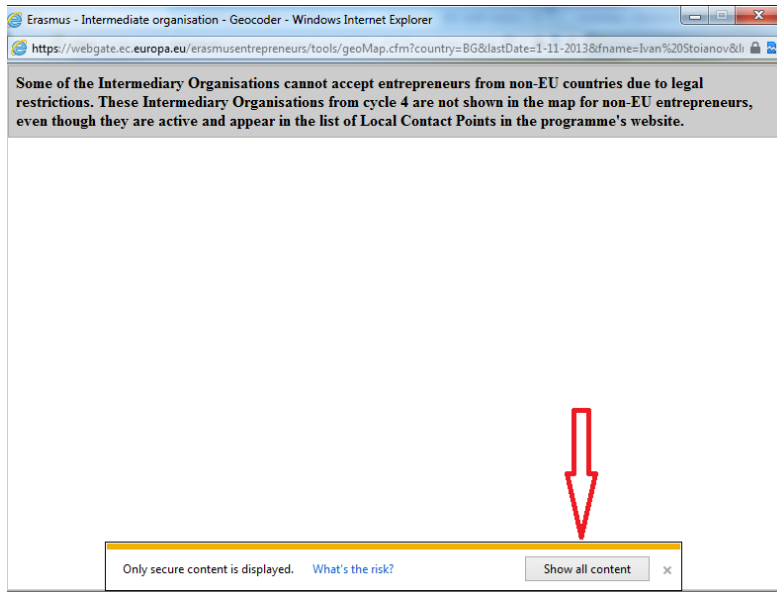 Erasmus - Intermediate organisation - Geocoder - Windows Internet Explorer
https://webgate.ec.europa.eu/erasmusentrepreneurs/tools/geoMap.cfm?country=BG&lastDate=1-11-2013&fname=Ivan%20Stoianov&l
Some of the Intermediary Organisations cannot accept entrepreneurs from non-EU countries due to legal
restrictions. These Intermediary Organisations from cycle 4 are not shown in the map for non-EU entrepreneurs,
even though they are active and appear in the list of Local Contact Points in the programme's website.
Only secure content is displayed. What's the risk? Show all content ×